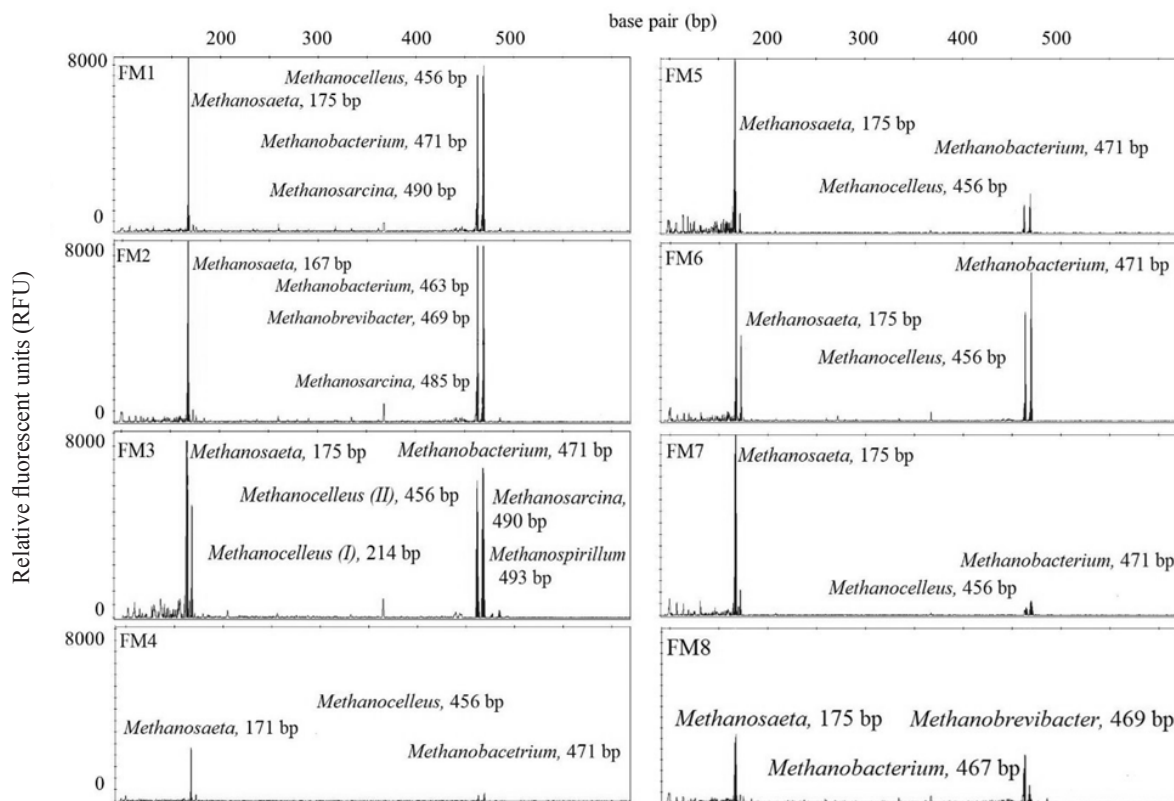 base pair (bp)
200 300 400 500
200 300 400 500
Relative fluorescent units (RFU)
8000
FM1
Methanocelleus, 456 bp
Methanosaeta, 175 bp
Methanobacterium, 471 bp
Methanosarcina, 490 bp
0
8000
FM2
Methanosaeta, 167 bp
Methanobacterium, 463 bp
Methanobrevibacter, 469 bp
Methanosarcina, 485 bp
0
8000
FM3
Methanosaeta, 175 bp
Methanobacterium, 471 bp
Methanocelleus (II), 456 bp
Methanosarcina,
490 bp
Methanocelleus (I), 214 bp
Methanospirillum
493 bp
0
8000
FM4
Methanocelleus, 456 bp
Methanosaeta, 171 bp
Methanobacetrium, 471 bp
0
FM5
Methanosaeta, 175 bp
Methanobacterium, 471 bp
Methanocelleus, 456 bp
FM6
Methanobacterium, 471 bp
Methanosaeta, 175 bp
Methanocelleus, 456 bp
FM7
Methanosaeta, 175 bp
Methanobacterium, 471 bp
Methanocelleus, 456 bp
FM8
Methanosaeta, 175 bp
Methanobrevibacter, 469 bp
Methanobacterium, 467 bp